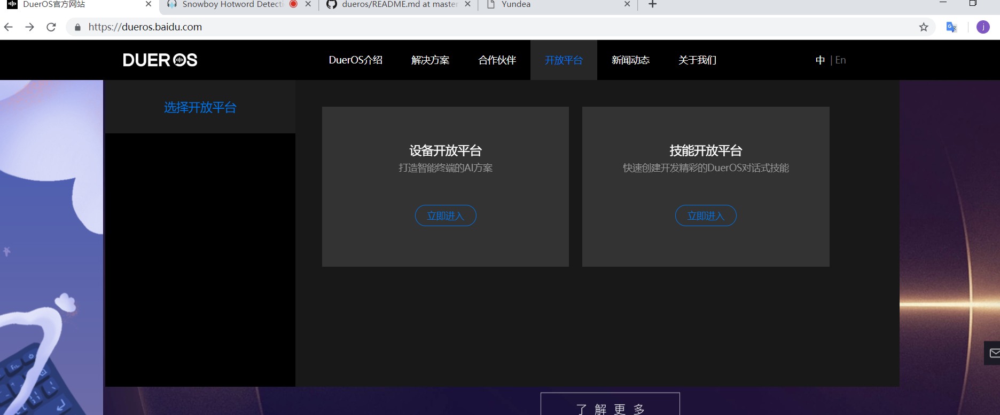 DuerOS官方网站
Snowboy Hotword Detecti
dueros/README.md at master
Yundea
https://dueros.baidu.com
j
DUEROS
DuerOS介绍
解决方案
合作伙伴
开放平台
新闻动态
关于我们
中 | En
选择开放平台
设备开放平台
打造智能终端的AI方案
立即进入
技能开放平台
快速创建开发精彩的DuerOS对话式技能
立即进入
了解更多